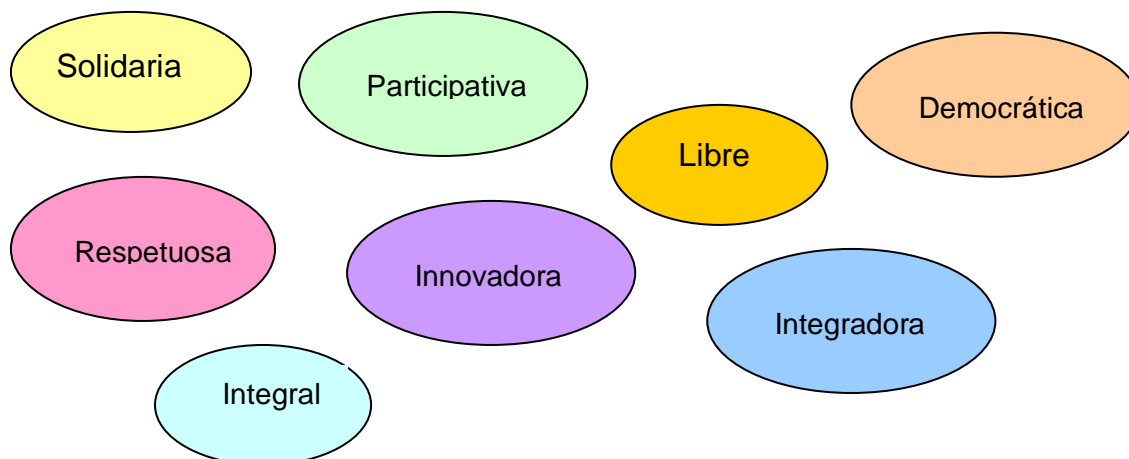 Solidaria
Participativa
Democrática
Libre
Respetuosa
Innovadora
Integradora
Integral